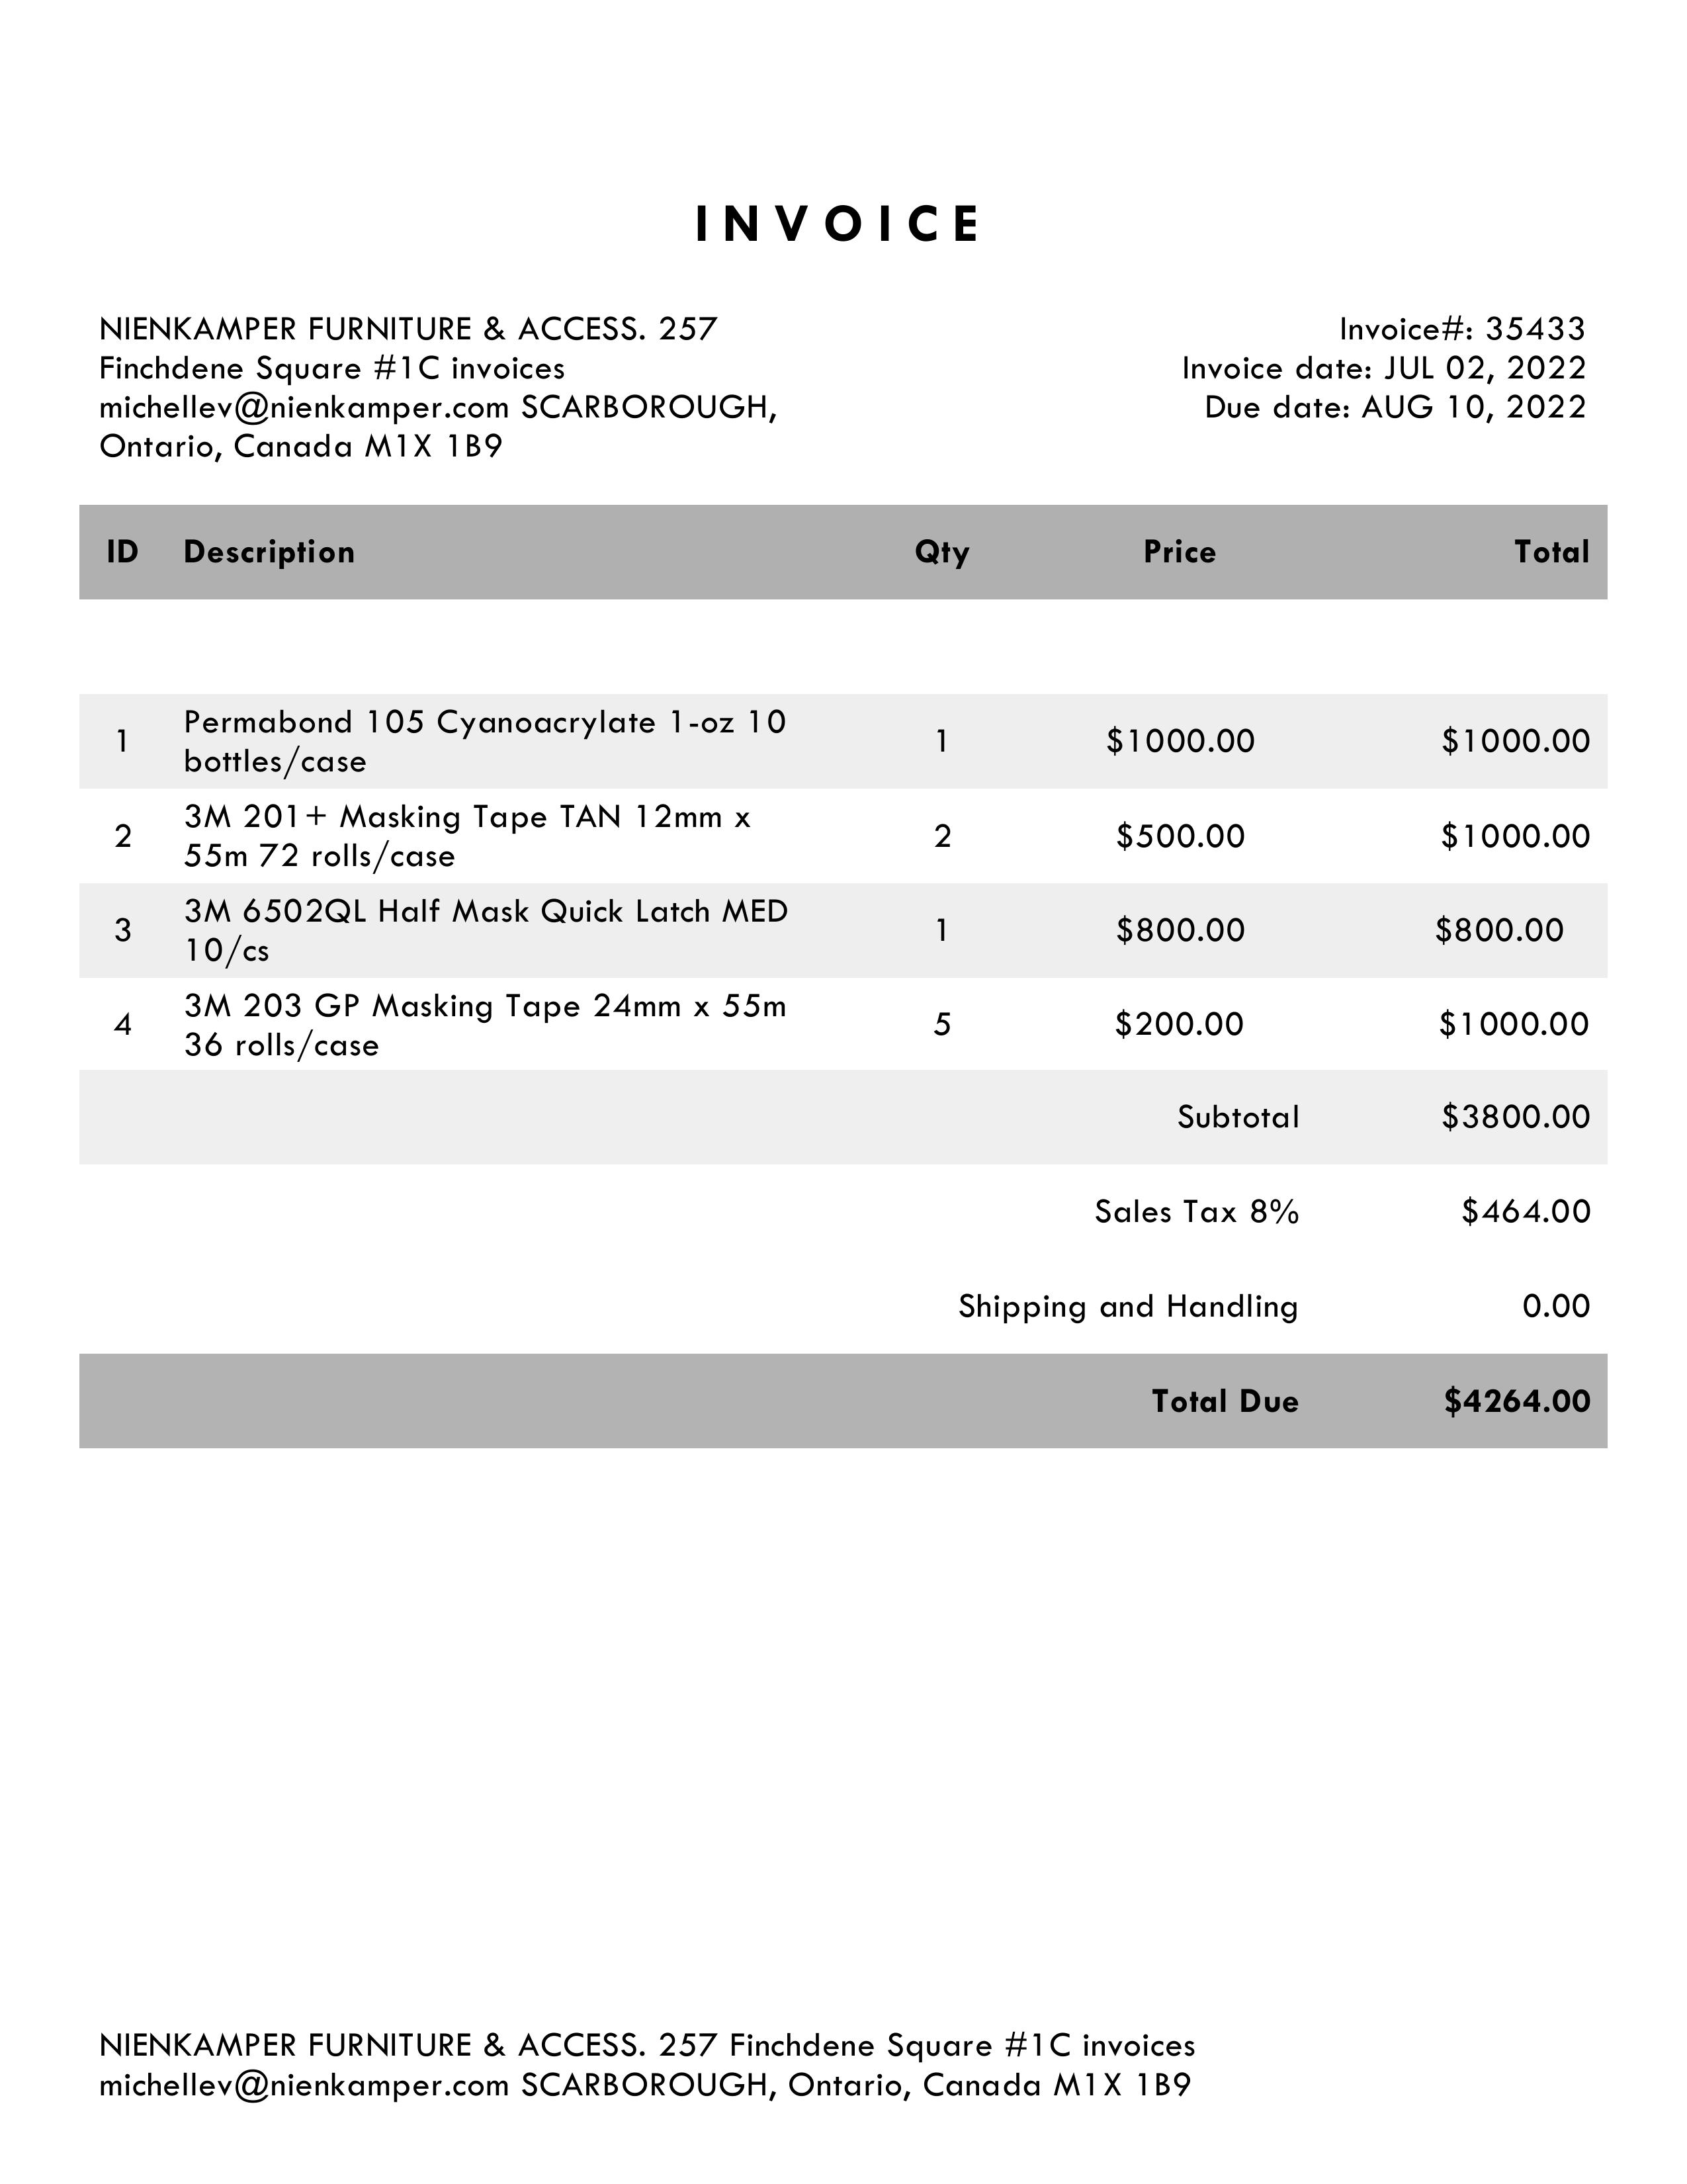 INVOICE
NIENKAMPER FURNITURE & ACCESS. 257
Finchdene Square #1C invoices
michellev@nienkamper.com SCARBOROUGH,
Ontario, Canada M1X 1B9
Invoice#: 35433
Invoice date: JUL 02, 2022
Due date: AUG 10, 2022
ID Description Qty Price Total
1 Permabond 105 Cyanoacrylate 1-oz 10
bottles/case 1 $1000.00 $1000.00
2 3M 201+ Masking Tape TAN 12mm x
55m 72 rolls/case 2 $500.00 $1000.00
3 3M 6502QL Half Mask Quick Latch MED
10/cs 1 $800.00 $800.00
4 3M 203 GP Masking Tape 24mm x 55m
36 rolls/case 5 $200.00 $1000.00
Subtotal $3800.00
Sales Tax 8% $464.00
Shipping and Handling 0.00
Total Due $4264.00
NIENKAMPER FURNITURE & ACCESS. 257 Finchdene Square #1C invoices
michellev@nienkamper.com SCARBOROUGH, Ontario, Canada M1X 1B9